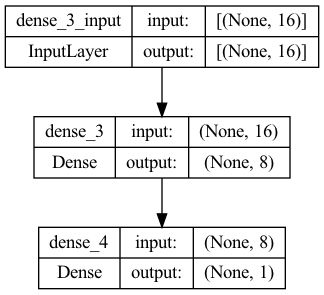 dense_3_input input: [(None, 16)]
InputLayer output: [(None, 16)]
dense_3 input: (None, 16)
Dense output: (None, 8)
dense_4 input: (None, 8)
Dense output: (None, 1)